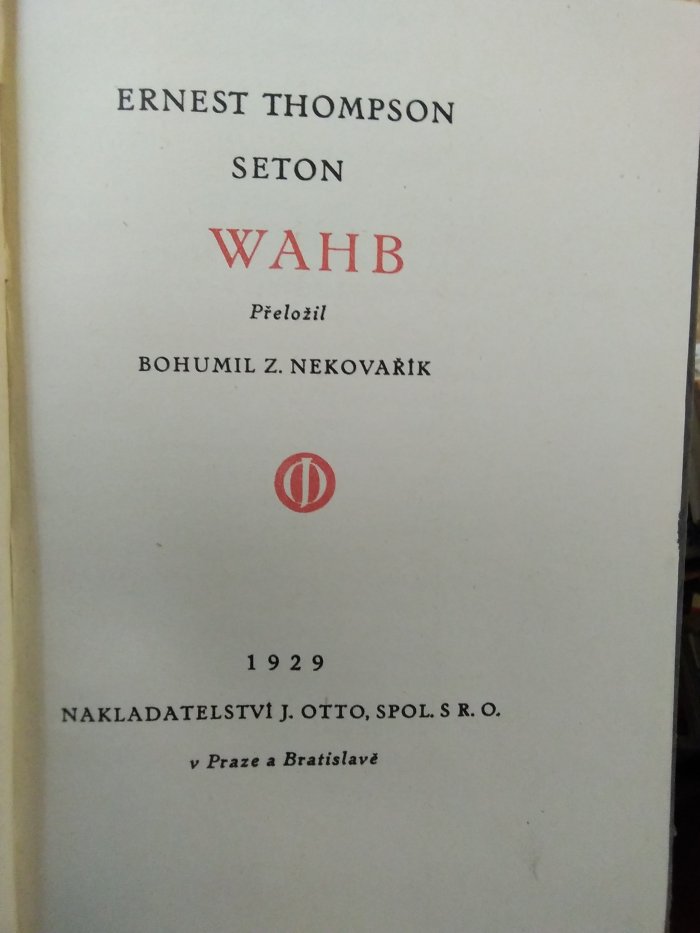 ERNEST THOMPSON
SETON
WAHB
Přeložil
BOHUMIL Z. NEKOVAŘÍK
1929
NAKLADATELSTVÍ J. OTTO, SPOL. S R. O.
v Praze a Bratislavě